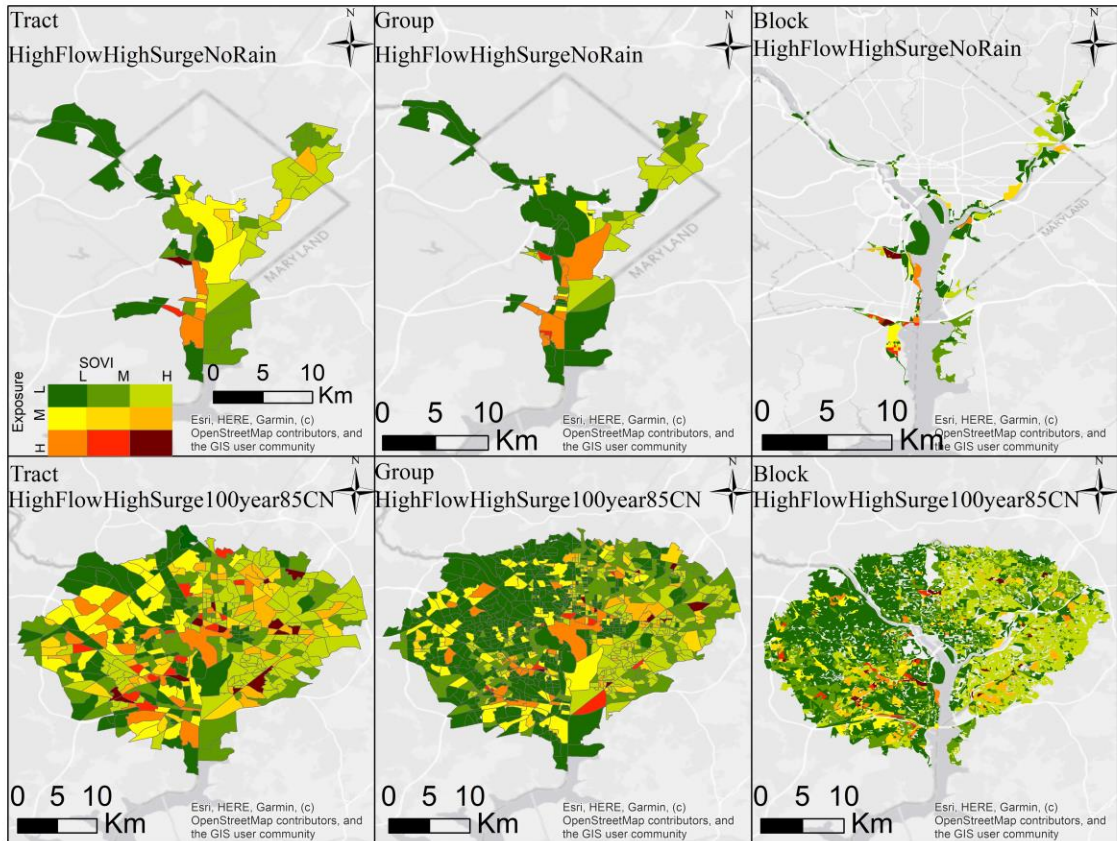 Tract
HighFlowHighSurgeNoRain
N
MARYLAND
SOVI
L M H
Exposure
L
M
H
0 5 10
Km
Esri, HERE, Garmin, (c)
OpenStreetMap contributors, and
the GIS user community
Group
HighFlowHighSurgeNoRain
N
MARYLAND
0 5 10
Km
Esri, HERE, Garmin, (c)
OpenStreetMap contributors, and
the GIS user community
Block
HighFlowHighSurgeNoRain
N
MARYLAND
0 5 10
Km
Esri, HERE, Garmin, (c)
OpenStreetMap contributors, and
the GIS user community
Tract
HighFlowHighSurge100year85CN
N
0 5 10
Km
Esri, HERE, Garmin, (c)
OpenStreetMap contributors, and
the GIS user community
Group
HighFlowHighSurge100year85CN
N
0 5 10
Km
Esri, HERE, Garmin, (c)
OpenStreetMap contributors, and
the GIS user community
Block
HighFlowHighSurge100year85CN
N
0 5 10
Km
Esri, HERE, Garmin, (c)
OpenStreetMap contributors, and
the GIS user community